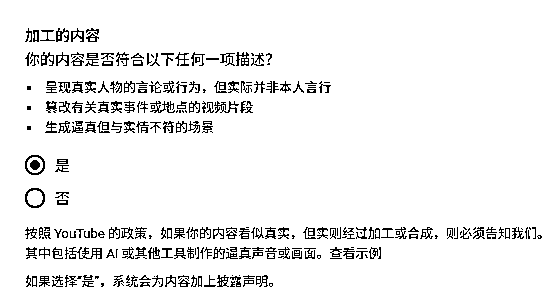 加工的内容
你的内容是否符合以下任何一项描述？
▪ 呈现真实人物的言论或行为，但实际并非本人言行
▪ 篡改有关真实事件或地点的视频片段
▪ 生成逼真但与实情不符的场景
是
否
按照 YouTube 的政策，如果你的内容看似真实，但实则经过加工或合成，则必须告知我们。
其中包括使用 AI 或其他工具制作的逼真声音或画面。查看示例
如果选择“是”，系统会为内容加上披露声明。